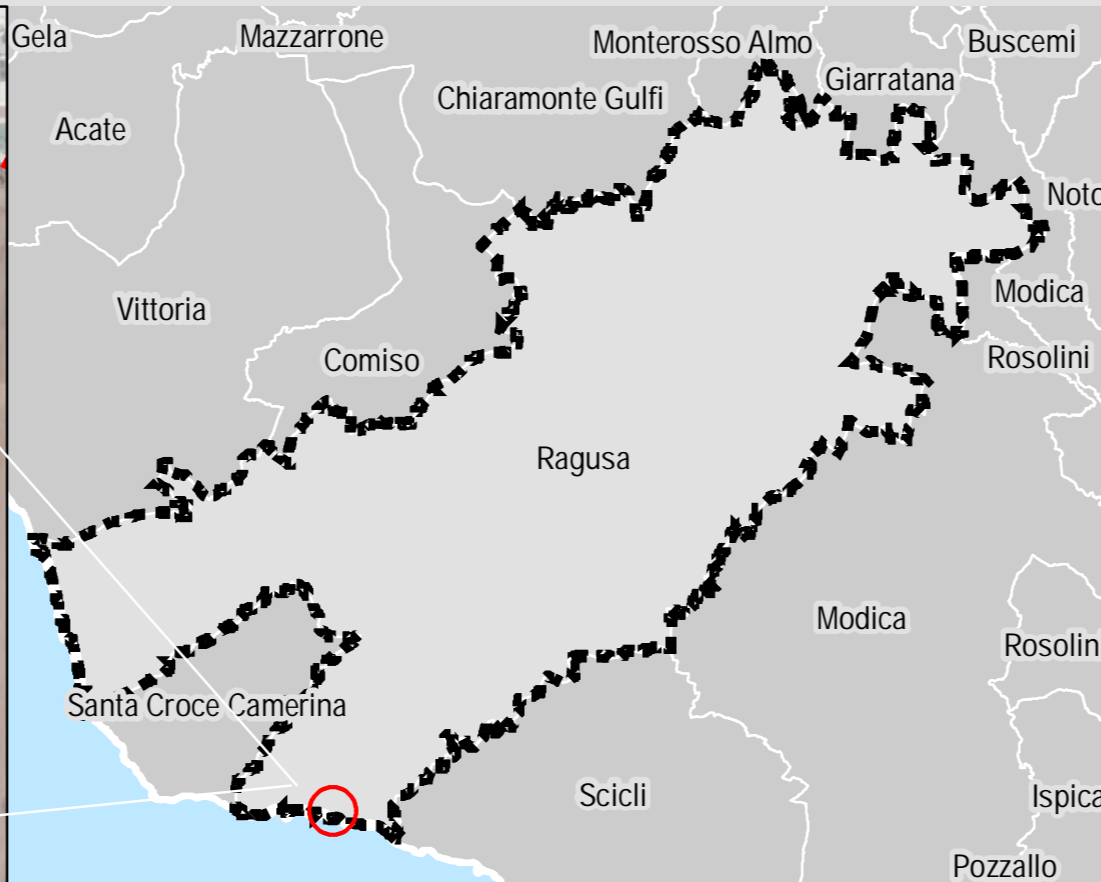 Gela
Mazzarrone
Monterosso Almo
Buscemi
Giarratana
Chiaramonte Gulfi
Acate
Noto
Modica
Vittoria
Comiso
Rosolini
Ragusa
Modica
Rosolin
Santa Croce Camerina
Scicli
Ispica
Pozzallo